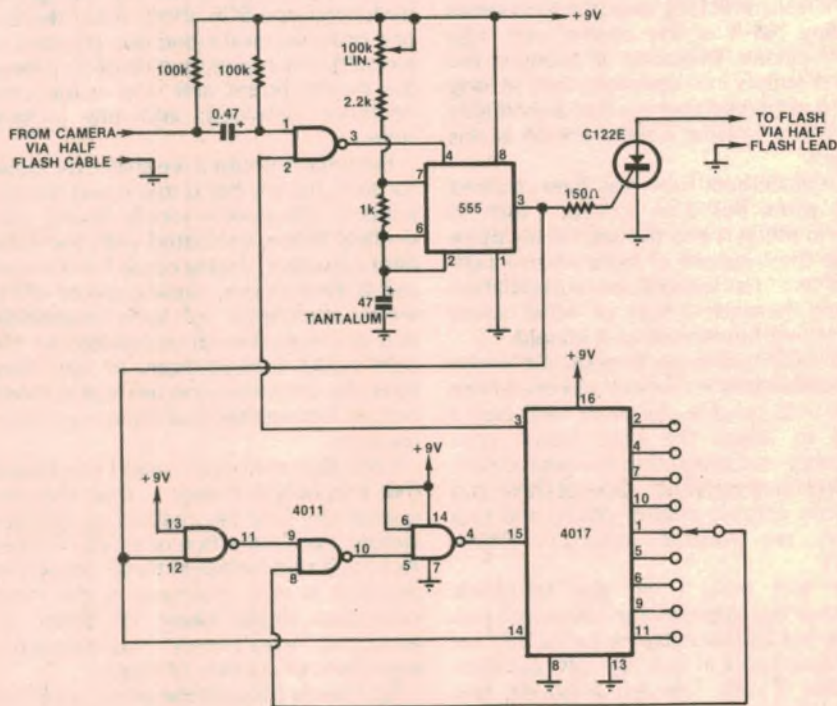 +9V
100k
100k
100k
LIN.
2.2k
0.47
+
FROM CAMERA
VIA HALF
FLASH CABLE
1
2
3
4
8
7
555
3
6
2
1
1k
+
47
TANTALUM
150Ω
C122E
TO FLASH
VIA HALF
FLASH LEAD
+9V
16
3
2
4
7
10
1
5
6
9
11
4017
15
14
8
13
+9V
13
12
11
4011
9
8
10
+9V
6
14
5
7
4